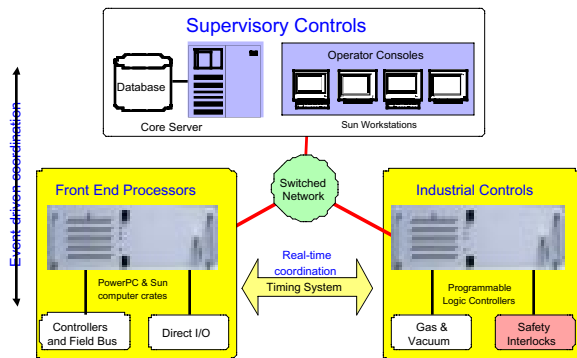 Supervisory Controls
Operator Consoles
Database
Core Server
Sun Workstations
Event driven coordination
Front End Processors
Switched
Network
Industrial Controls
Real-time
coordination
Timing System
PowerPC & Sun
computer crates
Programmable
Logic Controllers
Controllers
and Field Bus
Direct I/O
Gas &
Vacuum
Safety
Interlocks